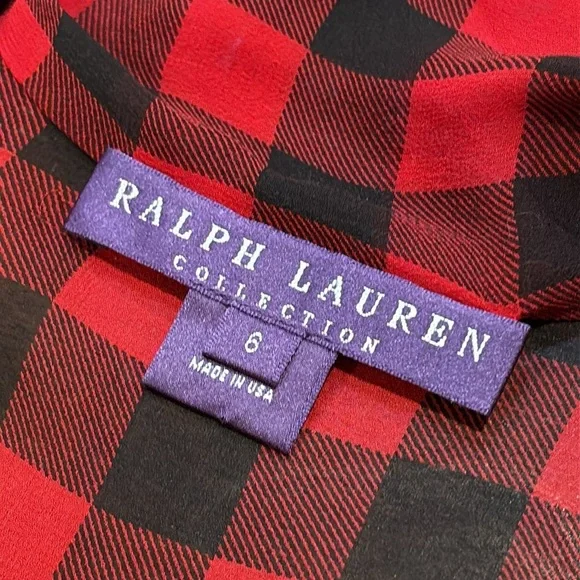 RALPH LAUREN
COLLECTION
6
MADE IN USA